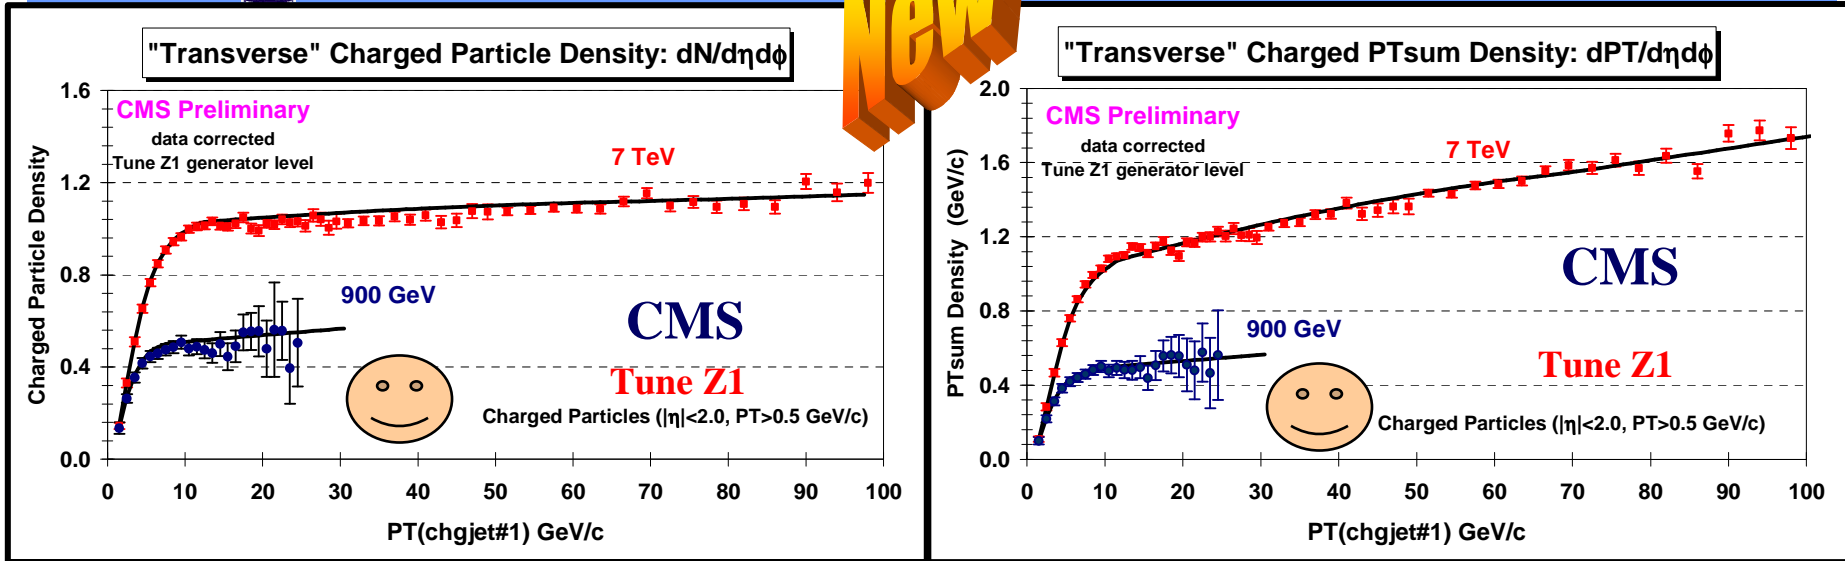 New
"Transverse" Charged Particle Density: dN/dηdϕ
1.6
1.2
0.8
0.4
0.0
Charged Particle Density
CMS Preliminary
data corrected
Tune Z1 generator level
7 TeV
900 GeV
CMS
Tune Z1
Charged Particles (|η|<2.0, PT>0.5 GeV/c)
0 10 20 30 40 50 60 70 80 90 100
PT(chgjet#1) GeV/c
"Transverse" Charged PTsum Density: dPT/dηdϕ
2.0
1.6
1.2
0.8
0.4
0.0
PTsum Density (GeV/c)
CMS Preliminary
data corrected
Tune Z1 generator level
7 TeV
900 GeV
CMS
Tune Z1
Charged Particles (|η|<2.0, PT>0.5 GeV/c)
0 10 20 30 40 50 60 70 80 90 100
PT(chgjet#1) GeV/c